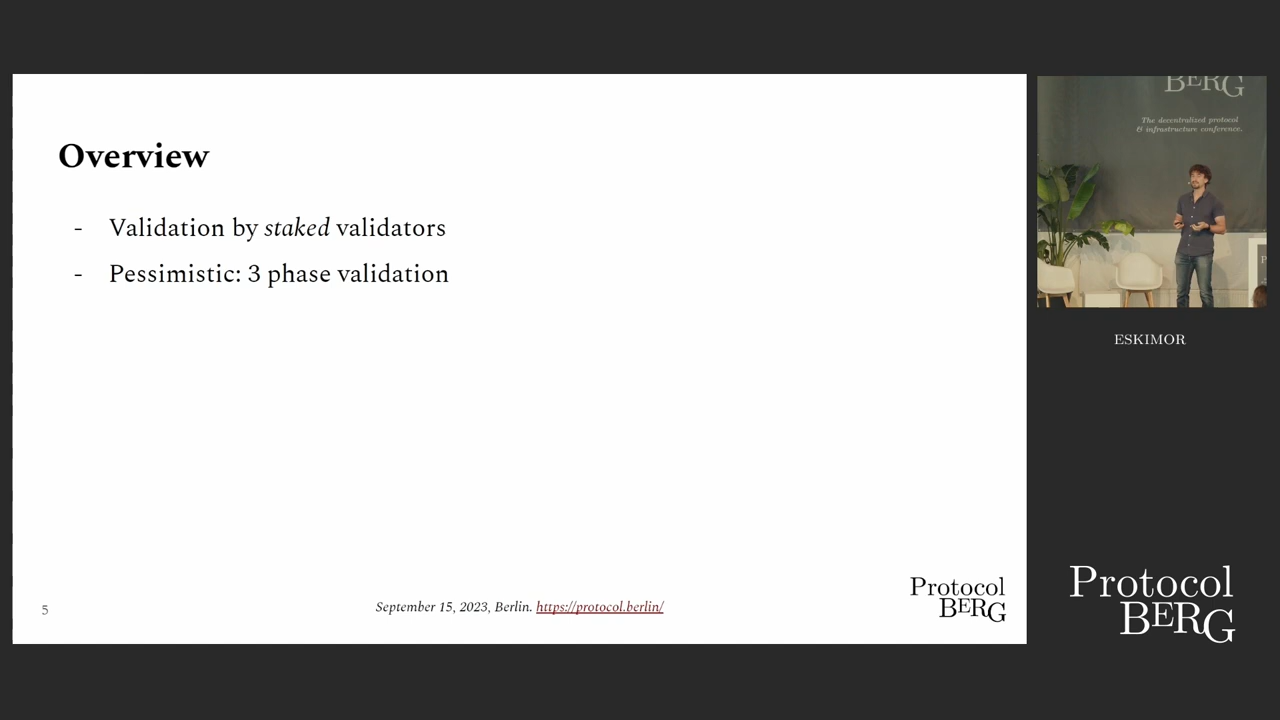 Overview
- Validation by staked validators
- Pessimistic: 3 phase validation
5
September 15, 2023, Berlin. https://protocol.berlin/
Protocol
BERG
BERG
The decentralized protocol
& infrastructure conference.
P
ESKIMOR
Protocol
BERG